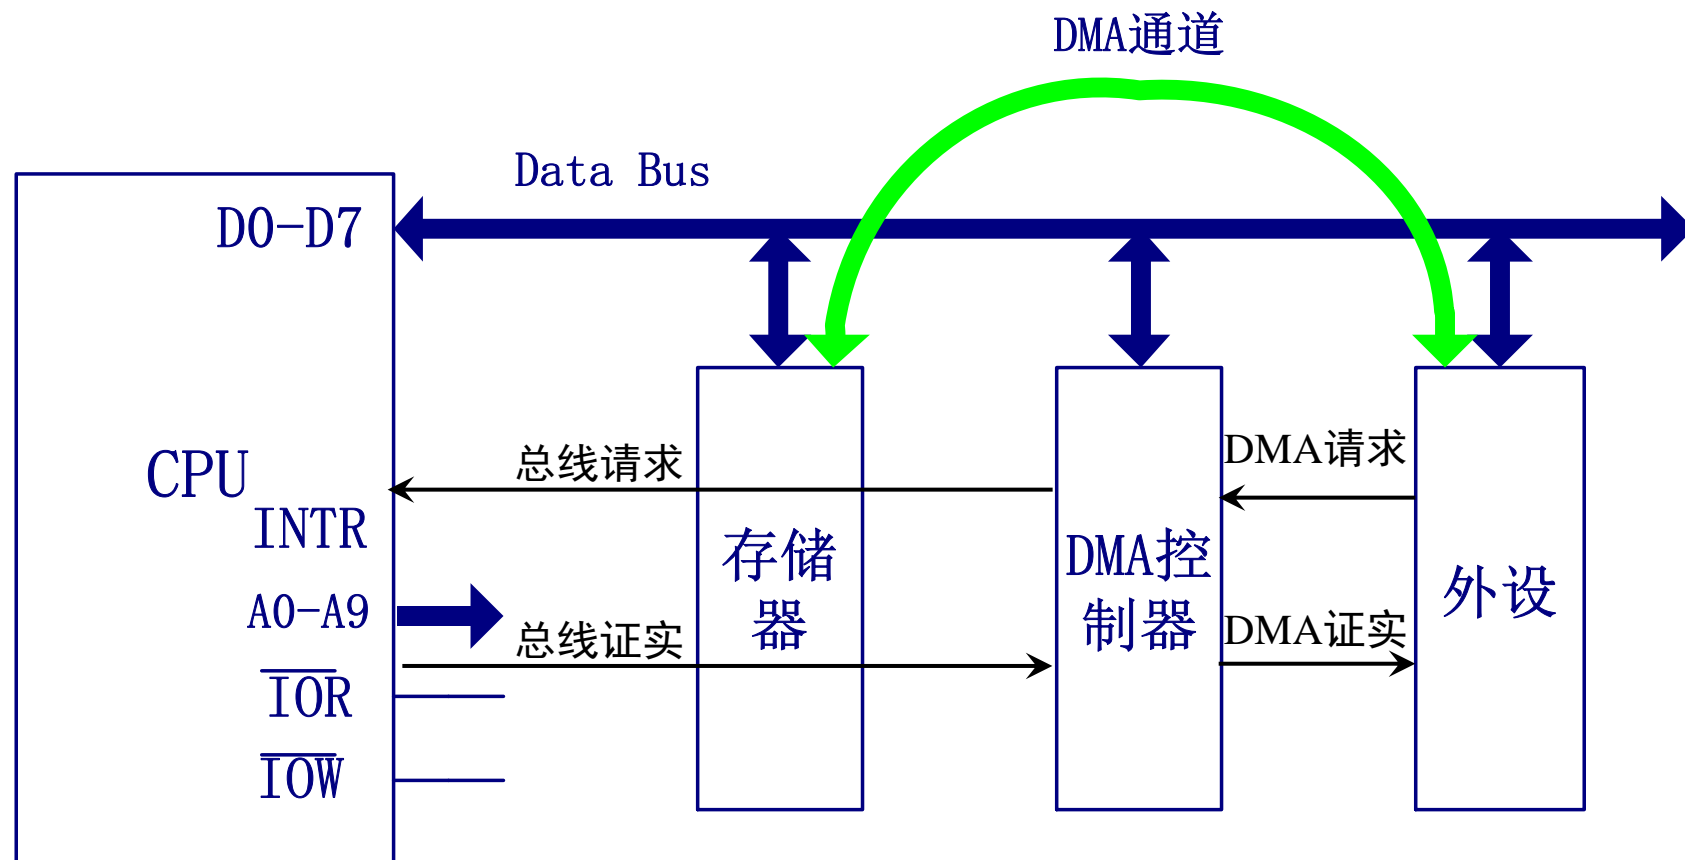 DMA通道
Data Bus
D0-D7
总线请求
DMA请求
CPU
INTR
存储
器
DMA控
制器
外设
A0-A9
总线证实
DMA证实
IOR
IOW